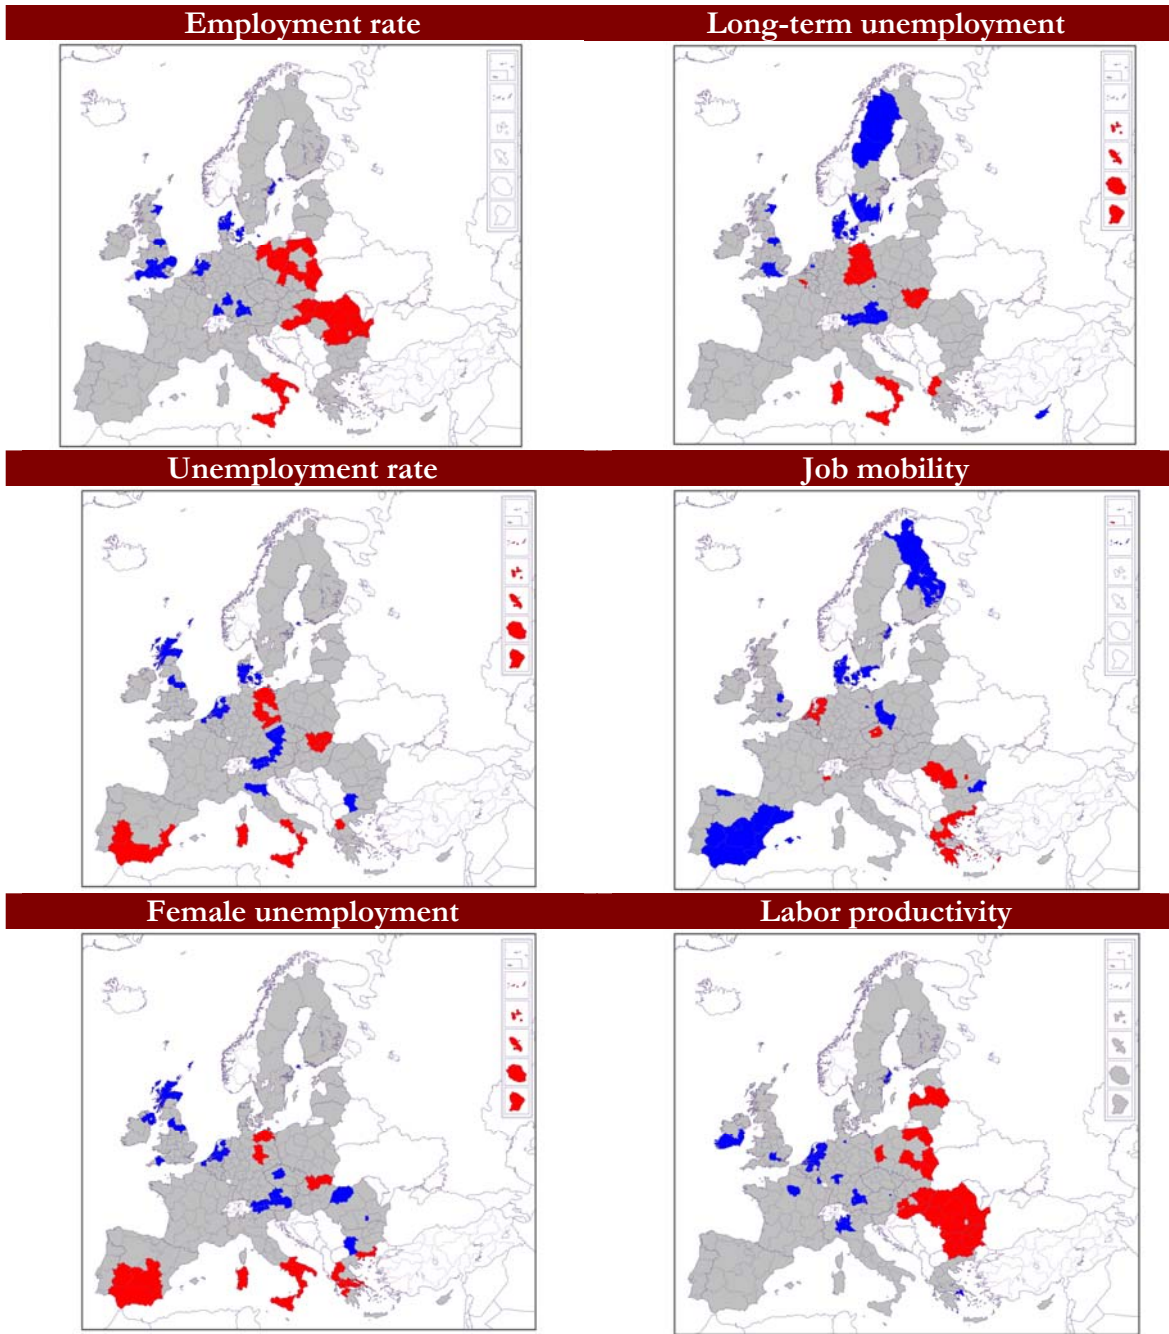 Employment rate
Long-term unemployment
Unemployment rate
Job mobility
Female unemployment
Labor productivity